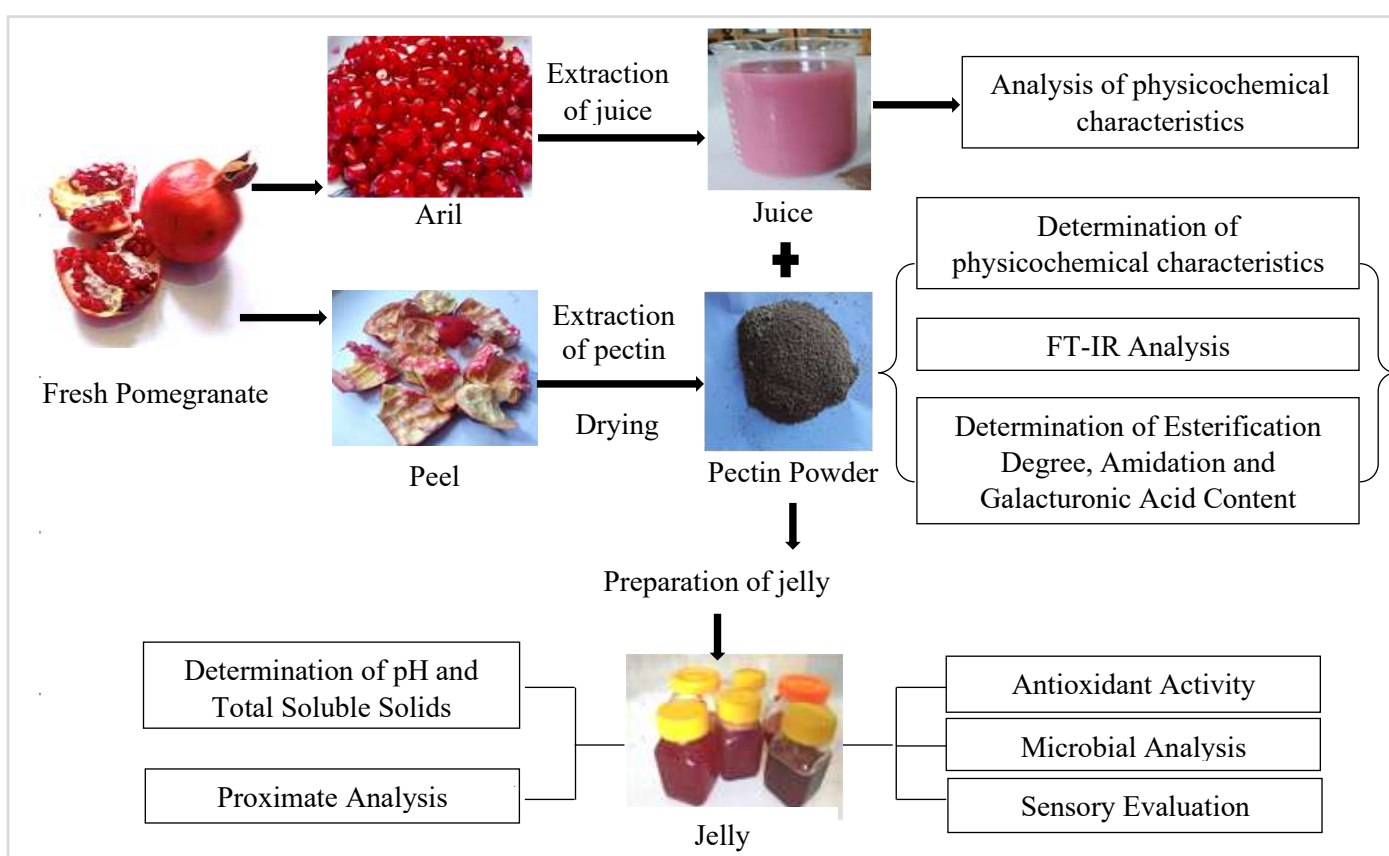 Extraction
of juice
Analysis of physicochemical
characteristics
Aril
Juice
Fresh Pomegranate
Extraction
of pectin
Drying
Peel
Pectin Powder
Determination of
physicochemical characteristics
FT-IR Analysis
Determination of Esterification
Degree, Amidation and
Galacturonic Acid Content
Preparation of jelly
Determination of pH and
Total Soluble Solids
Proximate Analysis
Jelly
Antioxidant Activity
Microbial Analysis
Sensory Evaluation